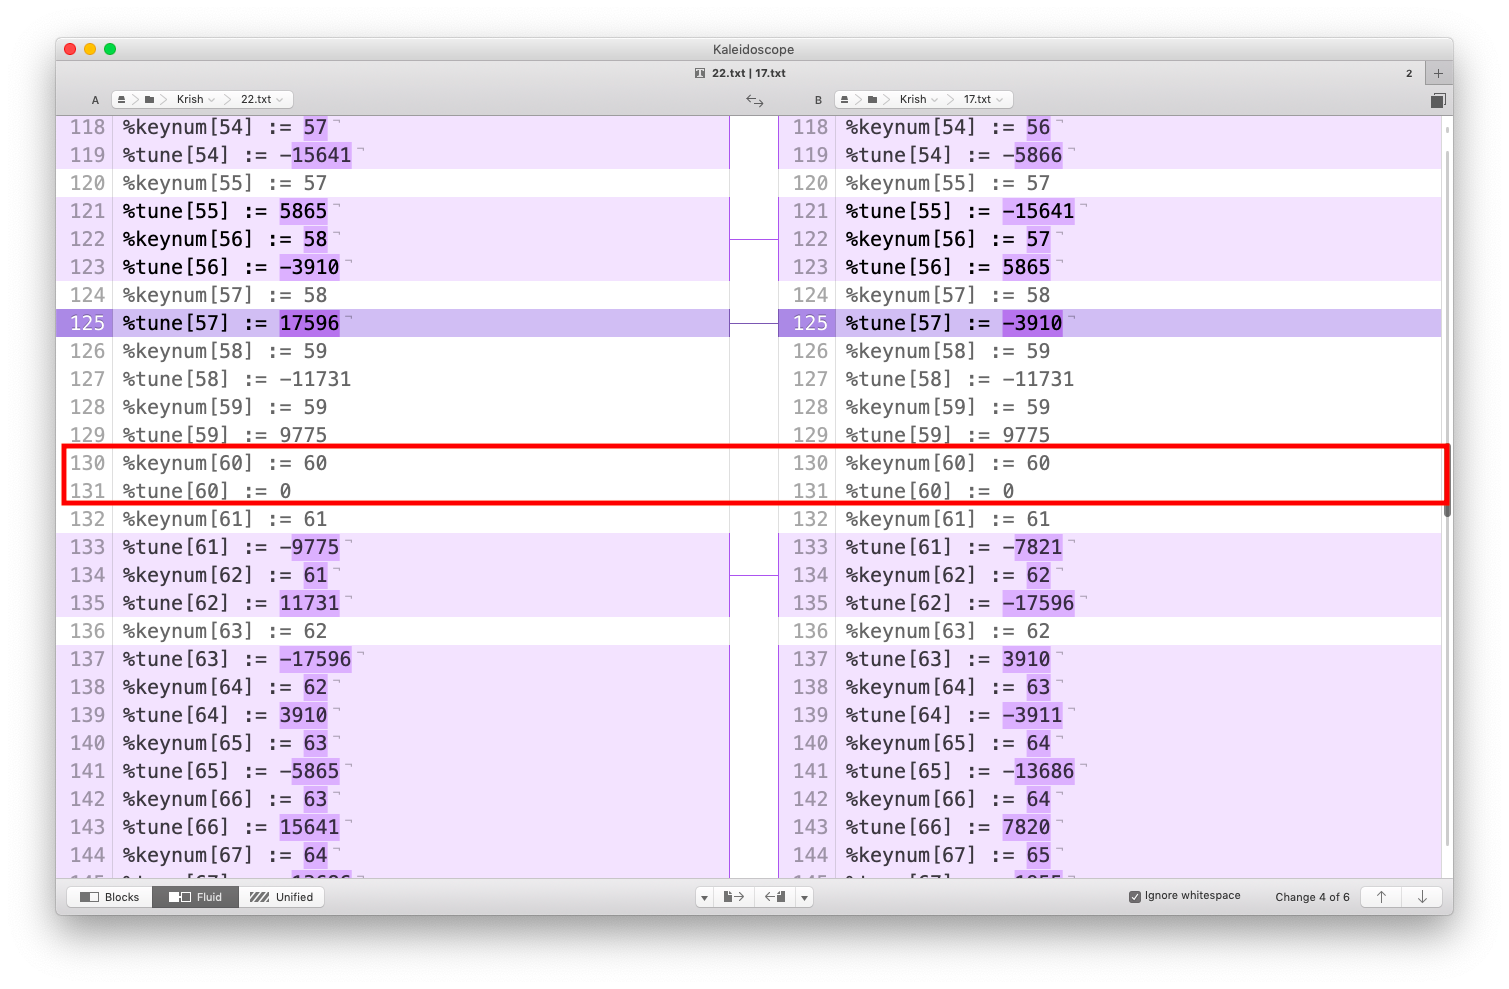 Kaleidoscope
22.txt | 17.txt
2
+
A Krish 22.txt
B Krish 17.txt
118 %keynum[54] := 57
119 %tune[54] := -15641
120 %keynum[55] := 57
121 %tune[55] := 5865
122 %keynum[56] := 58
123 %tune[56] := -3910
124 %keynum[57] := 58
125 %tune[57] := 17596
126 %keynum[58] := 59
127 %tune[58] := -11731
128 %keynum[59] := 59
129 %tune[59] := 9775
130 %keynum[60] := 60
131 %tune[60] := 0
132 %keynum[61] := 61
133 %tune[61] := -9775
134 %keynum[62] := 61
135 %tune[62] := 11731
136 %keynum[63] := 62
137 %tune[63] := -17596
138 %keynum[64] := 62
139 %tune[64] := 3910
140 %keynum[65] := 63
141 %tune[65] := -5865
142 %keynum[66] := 63
143 %tune[66] := 15641
144 %keynum[67] := 64
118 %keynum[54] := 56
119 %tune[54] := -5866
120 %keynum[55] := 57
121 %tune[55] := -15641
122 %keynum[56] := 57
123 %tune[56] := 5865
124 %keynum[57] := 58
125 %tune[57] := -3910
126 %keynum[58] := 59
127 %tune[58] := -11731
128 %keynum[59] := 59
129 %tune[59] := 9775
130 %keynum[60] := 60
131 %tune[60] := 0
132 %keynum[61] := 61
133 %tune[61] := -7821
134 %keynum[62] := 62
135 %tune[62] := -17596
136 %keynum[63] := 62
137 %tune[63] := 3910
138 %keynum[64] := 63
139 %tune[64] := -3911
140 %keynum[65] := 64
141 %tune[65] := -13686
142 %keynum[66] := 64
143 %tune[66] := 7820
144 %keynum[67] := 65
Blocks Fluid Unified
Ignore whitespace Change 4 of 6